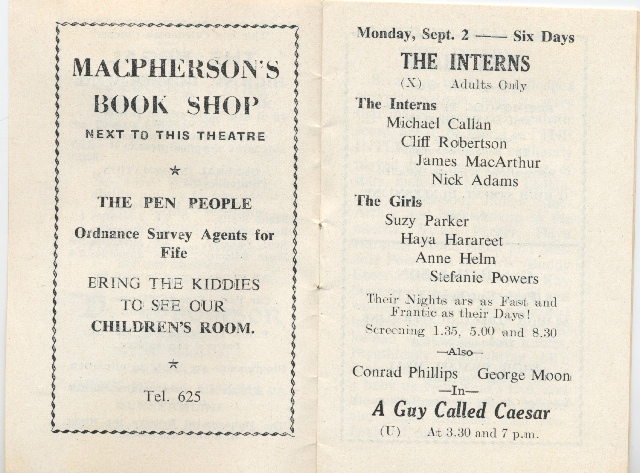 MACPHERSON'S
BOOK SHOP
NEXT TO THIS THEATRE
THE PEN PEOPLE
Ordnance Survey Agents for
Fife
BRING THE KIDDIES
TO SEE OUR
CHILDREN'S ROOM.
Tel. 625
Monday, Sept. 2 —— Six Days
THE INTERNS
(X) Adults Only
The Interns
Michael Callan
Cliff Robertson
James MacArthur
Nick Adams
The Girls
Suzy Parker
Haya Harareet
Anne Helm
Stefanie Powers
Their Nights ars as Fast and
Frantic as their Days!
Screening 1.35, 5.00 and 8.30
—Also—
Conrad Phillips George Moon
—In—
A Guy Called Caesar
(U) At 3.30 and 7 p.m.